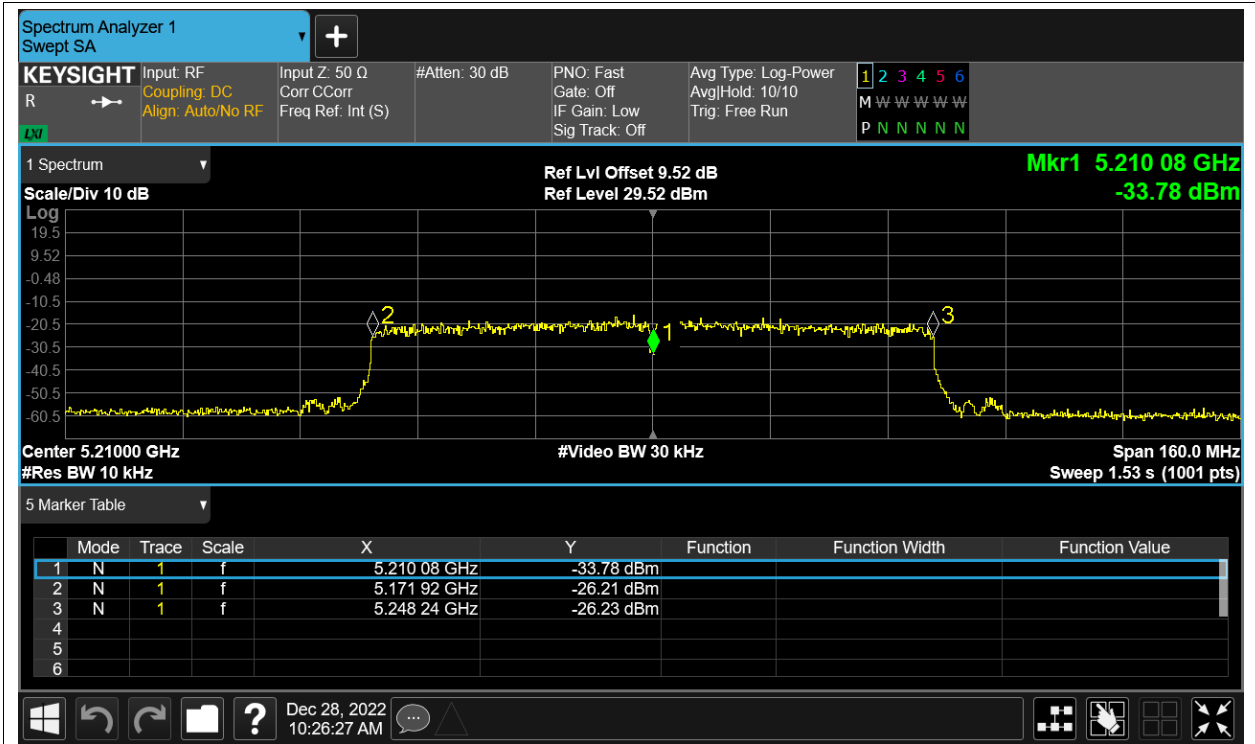 Spectrum Analyzer 1
Swept SA
+
KEYSIGHT Input: RF Input Z: 50 Ω #Atten: 30 dB PNO: Fast Avg Type: Log-Power 1 2 3 4 5 6
R Coupling: DC Corr CCorr Gate: Off Avg|Hold: 10/10 M W W W W W
Align: Auto/No RF Freq Ref: Int (S) IF Gain: Low Trig: Free Run
LXI Sig Track: Off P N N N N N
1 Spectrum Ref Lvl Offset 9.52 dB Mkr1 5.210 08 GHz
Scale/Div 10 dB Ref Level 29.52 dBm -33.78 dBm
Log
19.5
9.52
-0.48
-10.5
2 3
-20.5
1
-30.5
-40.5
-50.5
-60.5
Center 5.21000 GHz #Video BW 30 kHz Span 160.0 MHz
#Res BW 10 kHz Sweep 1.53 s (1001 pts)
5 Marker Table
Mode Trace Scale X Y Function Function Width Function Value
1 N 1 f 5.210 08 GHz -33.78 dBm
2 N 1 f 5.171 92 GHz -26.21 dBm
3 N 1 f 5.248 24 GHz -26.23 dBm
4
5
6
? Dec 28, 2022
10:26:27 AM